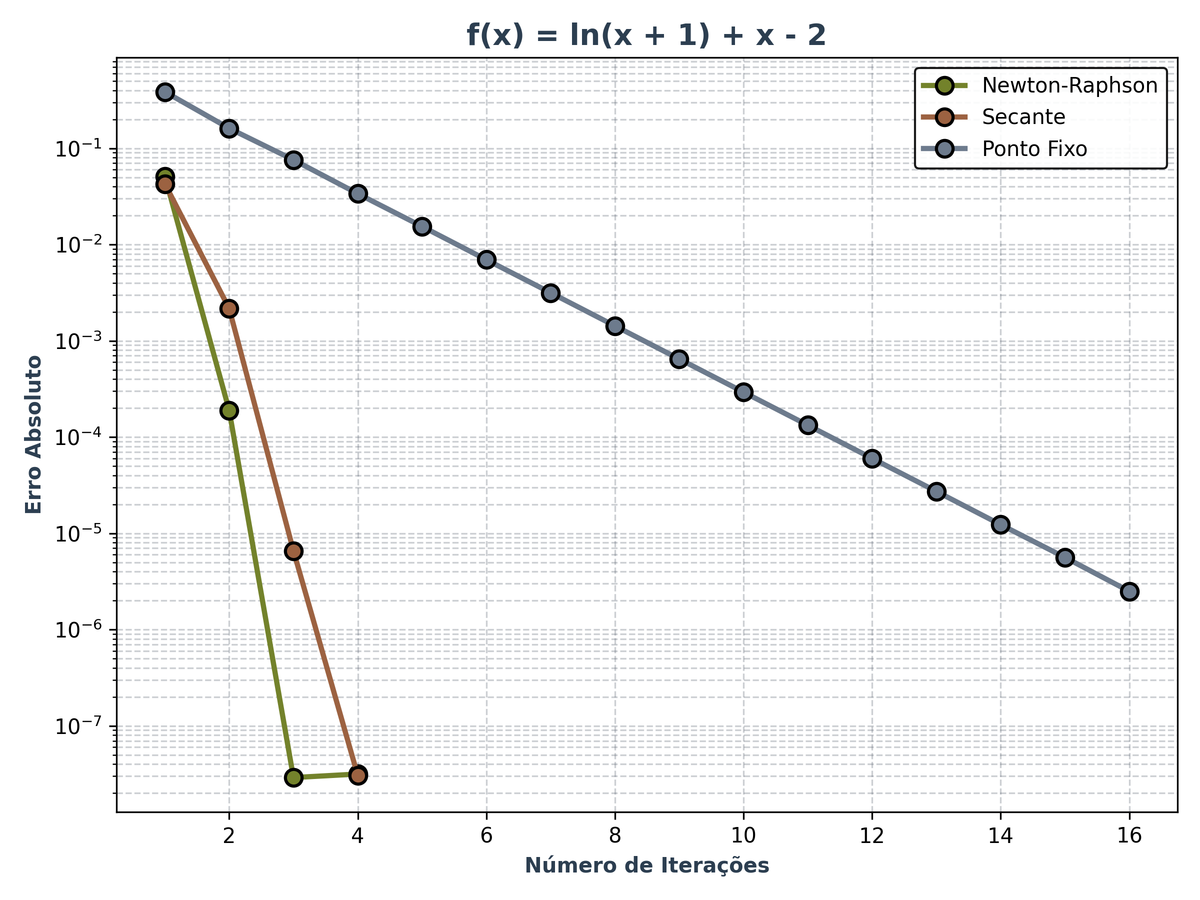 f(x) = ln(x + 1) + x - 2
Newton-Raphson
Secante
Ponto Fixo
Erro Absoluto
10⁻¹
10⁻²
10⁻³
10⁻⁴
10⁻⁵
10⁻⁶
10⁻⁷
2 4 6 8 10 12 14 16
Número de Iterações